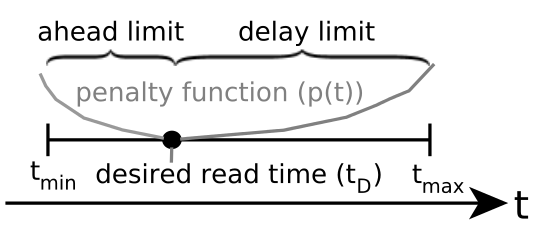 ahead limit delay limit
penalty function (p(t))
t_min desired read time (t_D) t_max
t